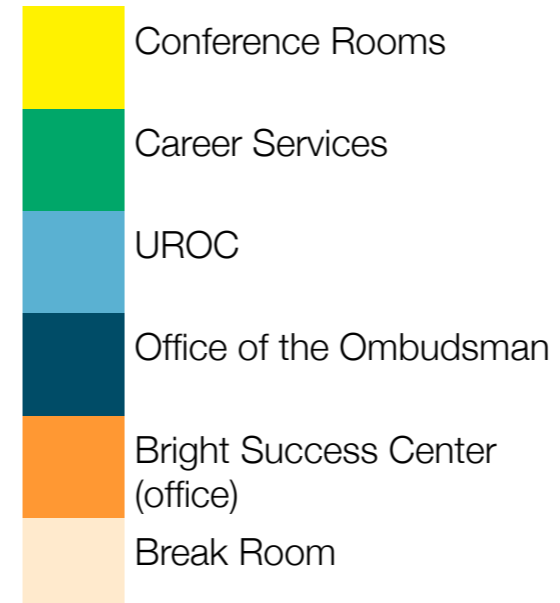 Conference Rooms
Career Services
UROC
Office of the Ombudsman
Bright Success Center
(office)
Break Room